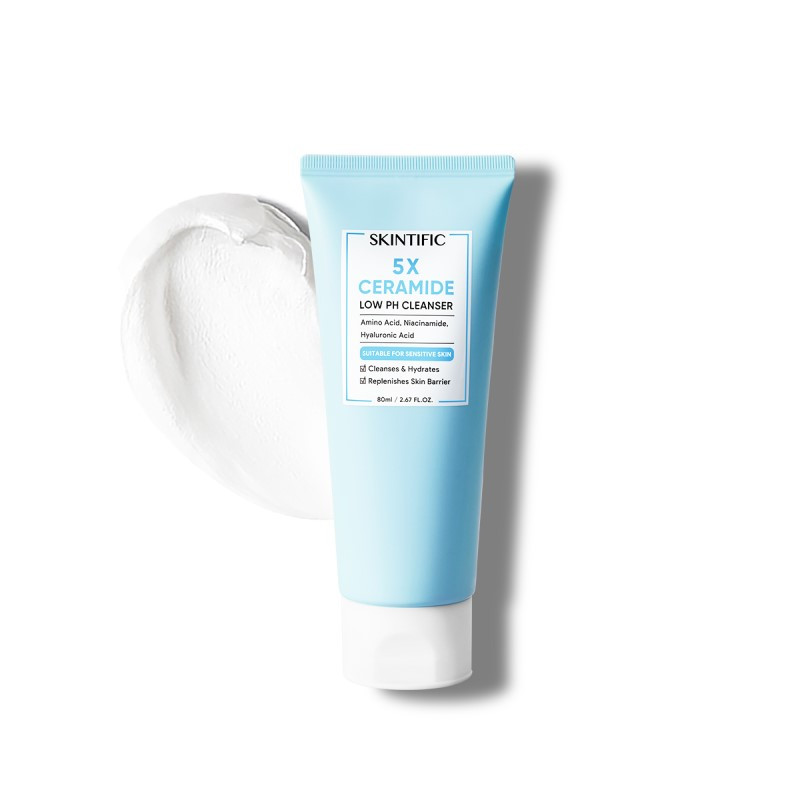 SKINTIFIC
5X
CERAMIDE
LOW PH CLEANSER
Amino Acid, Niacinamide,
Hyaluronic Acid
SUITABLE FOR SENSITIVE SKIN
☑ Cleanses & Hydrates
☑ Replenishes Skin Barrier
80ml / 2.67 FL.OZ.